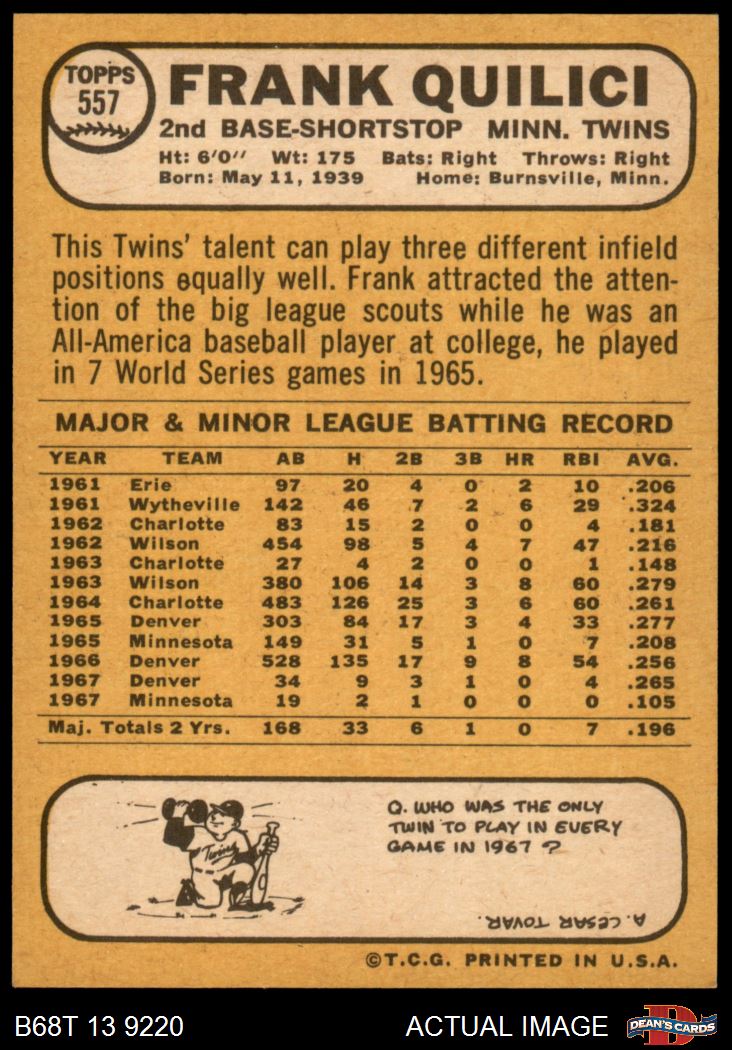 TOPPS
557
FRANK QUILICI
2nd BASE-SHORTSTOP MINN. TWINS
Ht: 6'0" Wt: 175 Bats: Right Throws: Right
Born: May 11, 1939 Home: Burnsville, Minn.
This Twins' talent can play three different infield
positions equally well. Frank attracted the atten-
tion of the big league scouts while he was an
All-America baseball player at college, he played
in 7 World Series games in 1965.
MAJOR & MINOR LEAGUE BATTING RECORD
YEAR TEAM AB H 2B 3B HR RBI AVG.
1961 Erie 97 20 4 0 2 10 .206
1961 Wytheville 142 46 7 2 6 29 .324
1962 Charlotte 83 15 2 0 0 4 .181
1962 Wilson 454 98 5 4 7 47 .216
1963 Charlotte 27 4 2 0 0 1 .148
1963 Wilson 380 106 14 3 8 60 .279
1964 Charlotte 483 126 25 3 6 60 .261
1965 Denver 303 84 17 3 4 33 .277
1965 Minnesota 149 31 5 1 0 7 .208
1966 Denver 528 135 17 9 8 54 .256
1967 Denver 34 9 3 1 0 4 .265
1967 Minnesota 19 2 1 0 0 0 .105
Maj. Totals 2 Yrs. 168 33 6 1 0 7 .196
Twins
Q. WHO WAS THE ONLY
TWIN TO PLAY IN EVERY
GAME IN 1967?
A. CESAR TOVAR.
©T.C.G. PRINTED IN U.S.A.
B68T 13 9220 ACTUAL IMAGE
D
DEAN'S CARDS